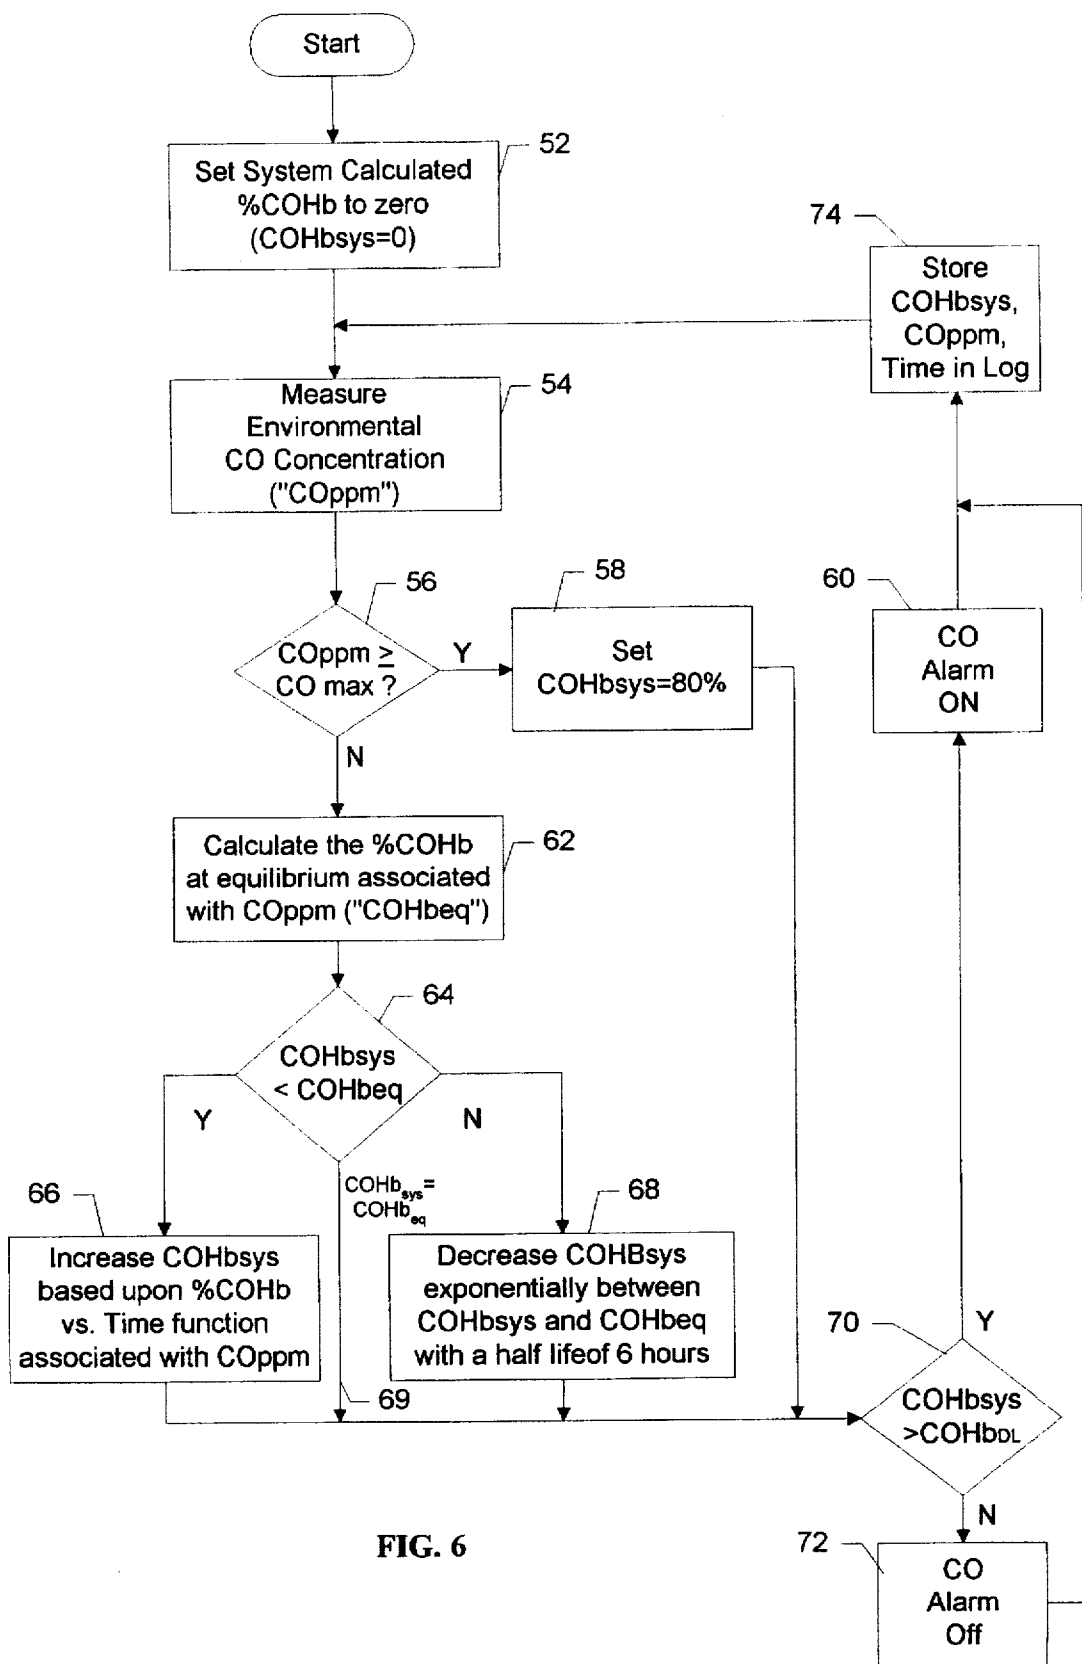 Start
52
Set System Calculated
%COHb to zero
(COHbsys=0)
74
Store
COHbsys,
COppm,
Time in Log
54
Measure
Environmental
CO Concentration
("COppm")
56
COppm ≥
CO max ?
Y
N
58
Set
COHbsys=80%
60
CO
Alarm
ON
62
Calculate the %COHb
at equilibrium associated
with COppm ("COHbeq")
64
COHbsys
< COHbeq
Y
N
COHbsys=
COHbeq
66
Increase COHbsys
based upon %COHb
vs. Time function
associated with COppm
68
Decrease COHBsys
exponentially between
COHbsys and COHbeq
with a half lifeof 6 hours
69
70
Y
COHbsys
>COHbDL
N
72
CO
Alarm
Off
FIG. 6